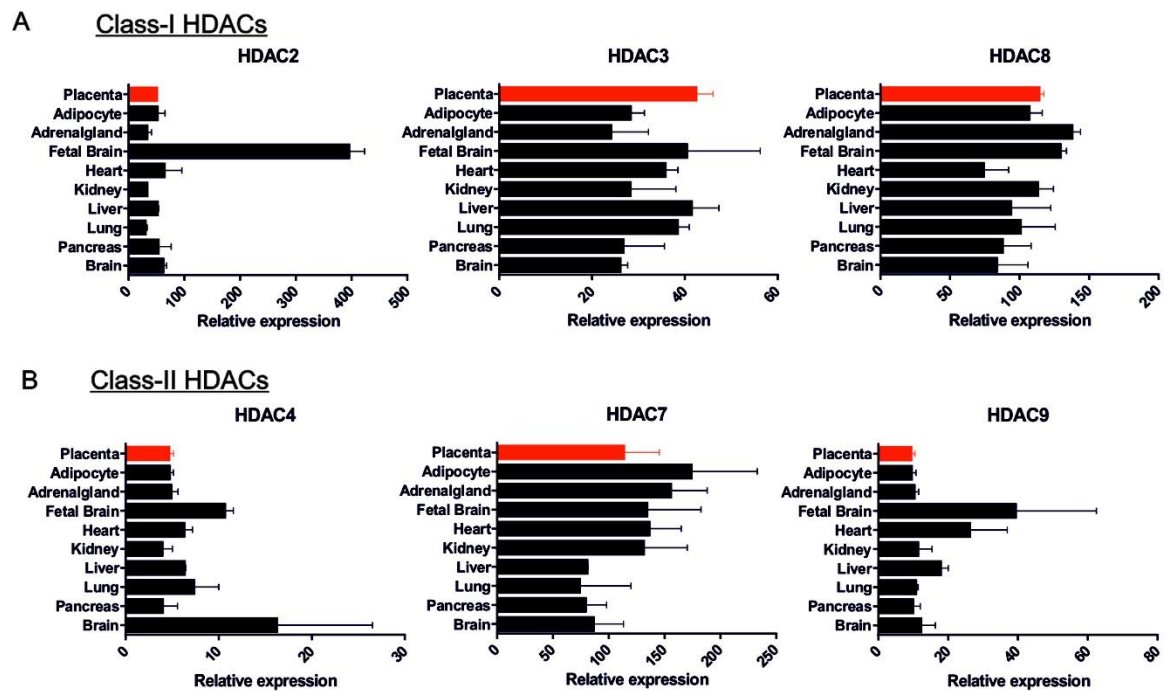 A
Class-I HDACs
HDAC2
Placenta
Adipocyte
Adrenalgland
Fetal Brain
Heart
Kidney
Liver
Lung
Pancreas
Brain
0 100 200 300 400 500
Relative expression
HDAC3
Placenta
Adipocyte
Adrenalgland
Fetal Brain
Heart
Kidney
Liver
Lung
Pancreas
Brain
0 20 40 60
Relative expression
HDAC8
Placenta
Adipocyte
Adrenalgland
Fetal Brain
Heart
Kidney
Liver
Lung
Pancreas
Brain
0 50 100 150 200
Relative expression
B
Class-II HDACs
HDAC4
Placenta
Adipocyte
Adrenalgland
Fetal Brain
Heart
Kidney
Liver
Lung
Pancreas
Brain
0 10 20 30
Relative expression
HDAC7
Placenta
Adipocyte
Adrenalgland
Fetal Brain
Heart
Kidney
Liver
Lung
Pancreas
Brain
0 50 100 150 200 250
Relative expression
HDAC9
Placenta
Adipocyte
Adrenalgland
Fetal Brain
Heart
Kidney
Liver
Lung
Pancreas
Brain
0 20 40 60 80
Relative expression